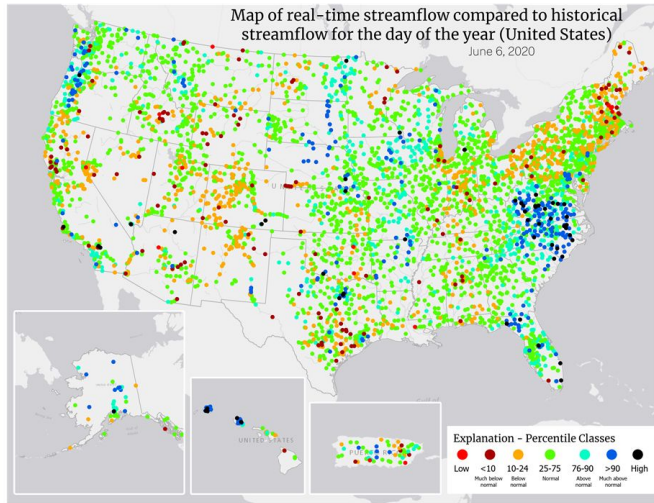 Map of real-time streamflow compared to historical
streamflow for the day of the year (United States)
June 6, 2020
UNITED STATES
Explanation - Percentile Classes
Low <10 10-24 25-75 76-90 >90 High
Much below normal Below normal Normal Above normal Much above normal